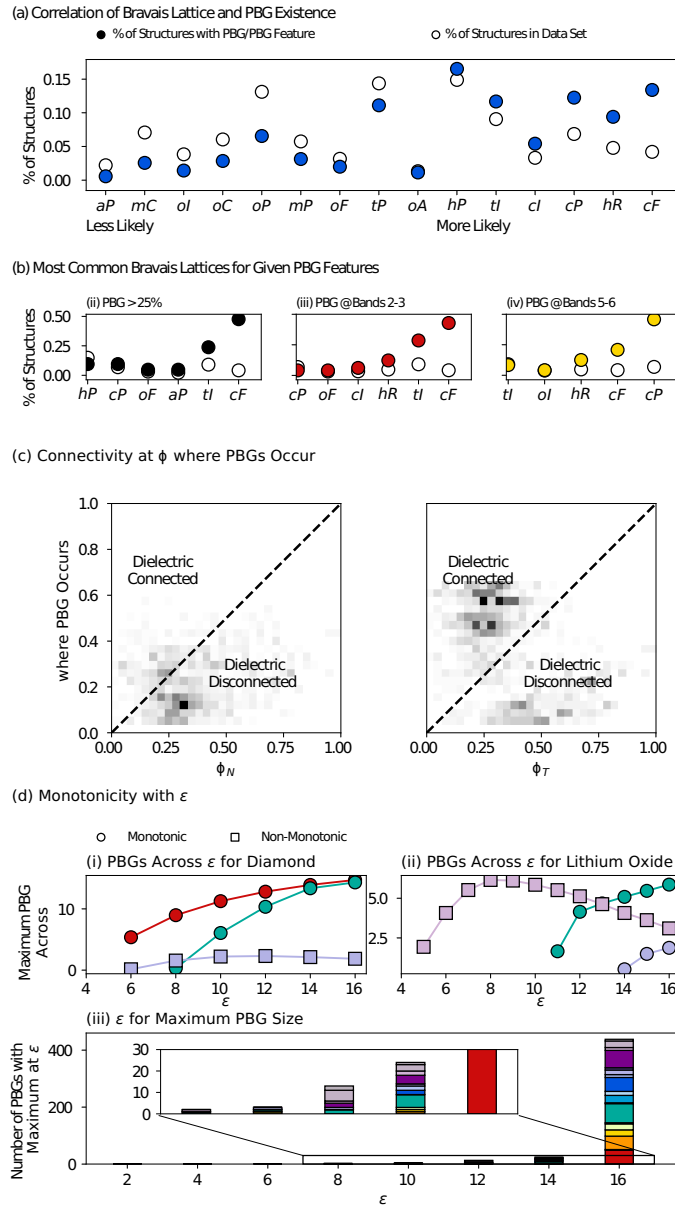 (a) Correlation of Bravais Lattice and PBG Existence
% of Structures with PBG/PBG Feature
% of Structures in Data Set
% of Structures
0.15
0.10
0.05
0.00
aP mC oI oC oP mP oF tP oA hP tI cI cP hR cF
Less Likely More Likely
(b) Most Common Bravais Lattices for Given PBG Features
(ii) PBG > 25% (iii) PBG @Bands 2-3 (iv) PBG @Bands 5-6
% of Structures
0.50
0.25
0.00
hP cP oF aP tI cF
cP oF cI hR tI cF
tI oI hR cF cP
(c) Connectivity at ϕ where PBGs Occur
where PBG Occurs
1.0
0.8
0.6
0.4
0.2
0.0
Dielectric
Connected
Dielectric
Disconnected
0.00 0.25 0.50 0.75 1.00
ϕN
Dielectric
Connected
Dielectric
Disconnected
0.00 0.25 0.50 0.75 1.00
ϕT
(d) Monotonicity with ε
Monotonic Non-Monotonic
(i) PBGs Across ε for Diamond
Maximum PBG
Across
10
0
4 6 8 10 12 14 16
ε
(ii) PBGs Across ε for Lithium Oxide
5.0
2.5
4 6 8 10 12 14 16
ε
(iii) ε for Maximum PBG Size
Number of PBGs with
Maximum at ε
400
200
0
30
20
10
0
2 4 6 8 10 12 14 16
ε